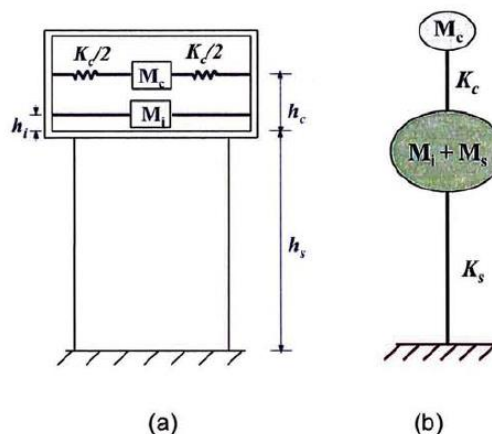 K_c/2 K_c/2
M_c
M_i
h_i
h_c
h_s
(a)
M_c
K_c
M_i + M_s
K_s
(b)